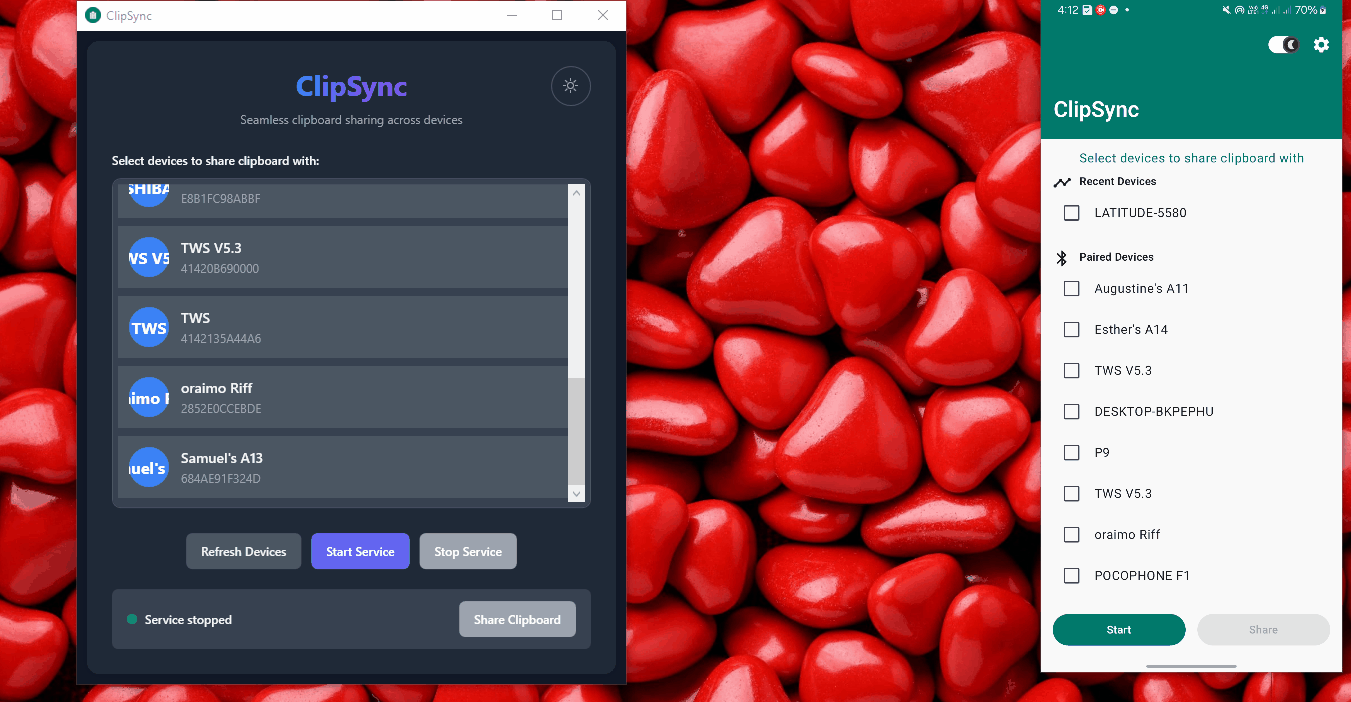 ClipSync
ClipSync
Seamless clipboard sharing across devices
Select devices to share clipboard with:
SHIBA
E8B1FC98ABBF
WS V5
TWS V5.3
41420B690000
TWS
TWS
4142135A44A6
aimo R
oraimo Riff
2852E0CCEBDE
nuel's
Samuel's A13
684AE91F324D
Refresh Devices
Start Service
Stop Service
Service stopped
Share Clipboard
4:12
70%
ClipSync
Select devices to share clipboard with
Recent Devices
LATITUDE-5580
Paired Devices
Augustine's A11
Esther's A14
TWS V5.3
DESKTOP-BKPEPHU
P9
TWS V5.3
oraimo Riff
POCOPHONE F1
Start
Share